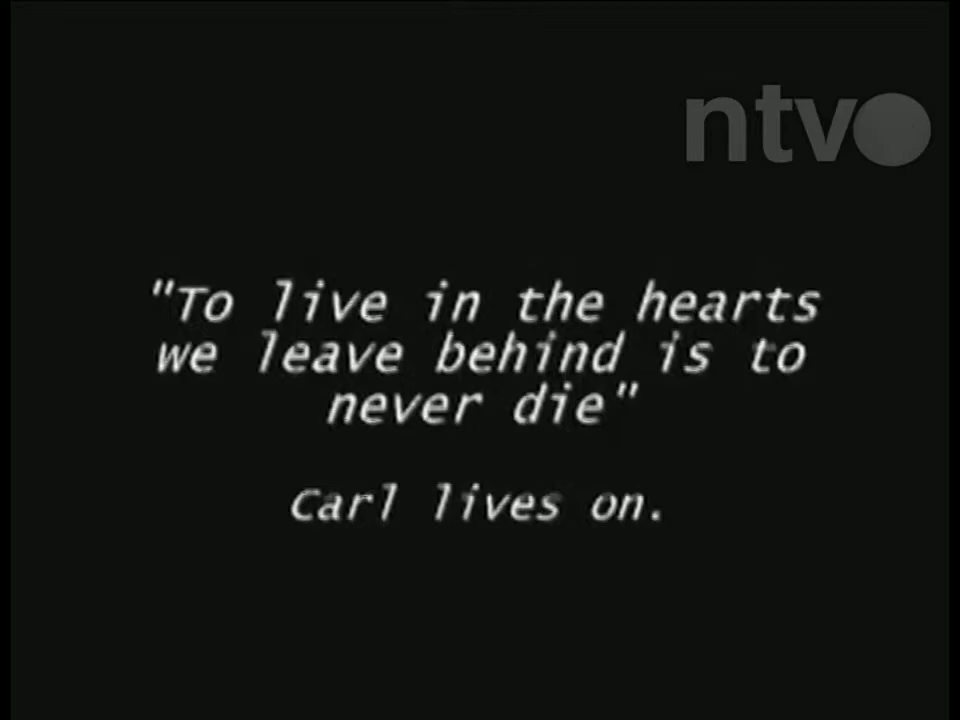 ntv
"To live in the hearts
we leave behind is to
never die"
Carl lives on.